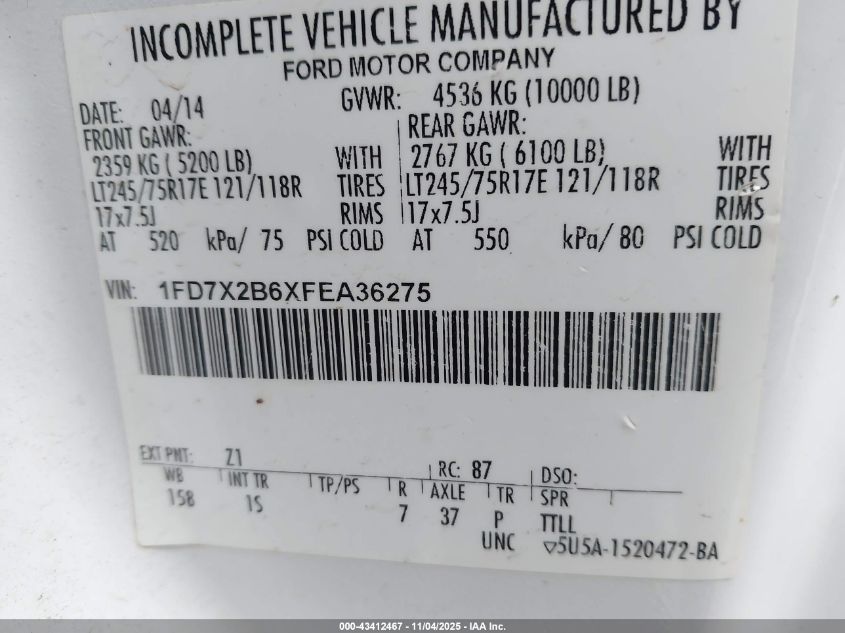 INCOMPLETE VEHICLE MANUFACTURED BY
FORD MOTOR COMPANY
DATE: 04/14 GVWR: 4536 KG (10000 LB)
FRONT GAWR: REAR GAWR:
2359 KG ( 5200 LB) WITH 2767 KG ( 6100 LB) WITH
LT245/75R17E 121/118R TIRES LT245/75R17E 121/118R TIRES
17x7.5J RIMS 17x7.5J RIMS
AT 520 kPa/ 75 PSI COLD AT 550 kPa/ 80 PSI COLD
VIN: 1FD7X2B6XFEA36275
EXT PNT: Z1 RC: 87 DSO:
WB INT TR TP/PS R AXLE TR SPR
158 1S 7 37 P TTLL
UNC ▽5U5A-1520472-BA
000-43412467 - 11/04/2025 - IAA Inc.